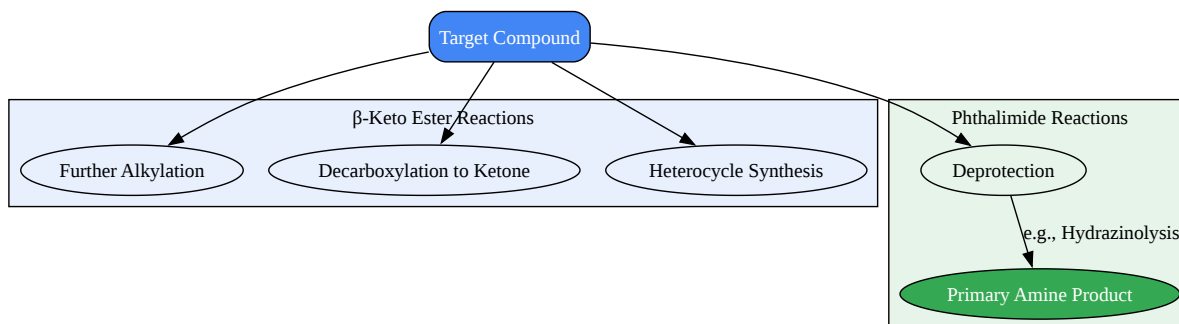 Target Compound
β-Keto Ester Reactions
Phthalimide Reactions
Further Alkylation
Decarboxylation to Ketone
Heterocycle Synthesis
Deprotection
e.g., Hydrazinolysis
Primary Amine Product